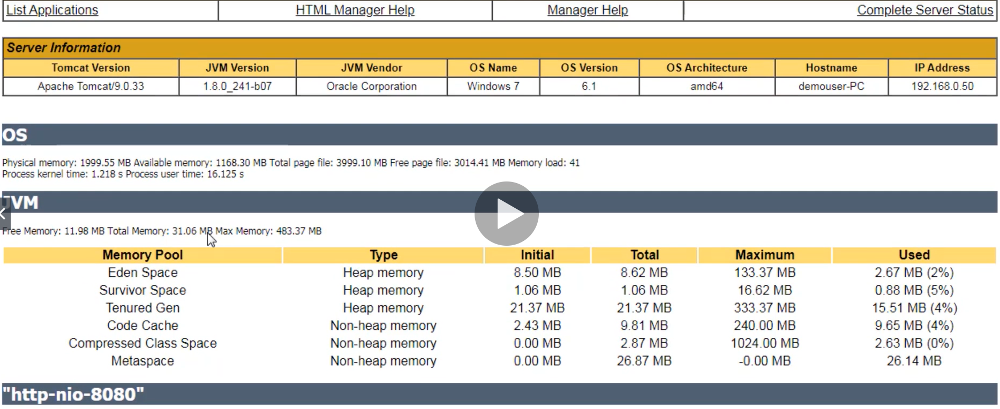 List Applications HTML Manager Help Manager Help Complete Server Status
Server Information
Tomcat Version JVM Version JVM Vendor OS Name OS Version OS Architecture Hostname IP Address
Apache Tomcat/9.0.33 1.8.0_241-b07 Oracle Corporation Windows 7 6.1 amd64 demouser-PC 192.168.0.50
OS
Physical memory: 1999.55 MB Available memory: 1168.30 MB Total page file: 3999.10 MB Free page file: 3014.41 MB Memory load: 41
Process kernel time: 1.218 s Process user time: 16.125 s
JVM
Free Memory: 11.98 MB Total Memory: 31.06 MB Max Memory: 483.37 MB
Memory Pool Type Initial Total Maximum Used
Eden Space Heap memory 8.50 MB 8.62 MB 133.37 MB 2.67 MB (2%)
Survivor Space Heap memory 1.06 MB 1.06 MB 16.62 MB 0.88 MB (5%)
Tenured Gen Heap memory 21.37 MB 21.37 MB 333.37 MB 15.51 MB (4%)
Code Cache Non-heap memory 2.43 MB 9.81 MB 240.00 MB 9.65 MB (4%)
Compressed Class Space Non-heap memory 0.00 MB 2.87 MB 1024.00 MB 2.63 MB (0%)
Metaspace Non-heap memory 0.00 MB 26.87 MB -0.00 MB 26.14 MB
"http-nio-8080"